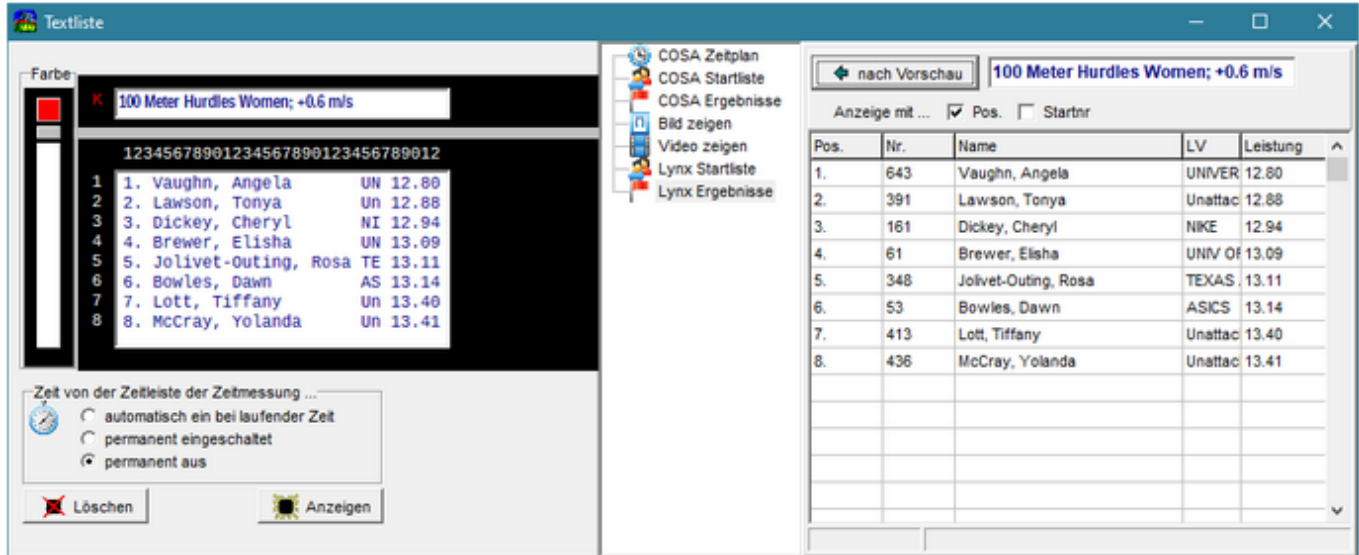 Textliste
Farbe
K 100 Meter Hurdles Women; +0.6 m/s
12345678901234567890123456789012
1 1. Vaughn, Angela UN 12.80
2 2. Lawson, Tonya Un 12.88
3 3. Dickey, Cheryl NI 12.94
4 4. Brewer, Elisha UN 13.09
5 5. Jolivet-Outing, Rosa TE 13.11
6 6. Bowles, Dawn AS 13.14
7 7. Lott, Tiffany Un 13.40
8 8. McCray, Yolanda Un 13.41
Zeit von der Zeitleiste der Zeitmessung ...
automatisch ein bei laufender Zeit
permanent eingeschaltet
permanent aus
Löschen Anzeigen
COSA Zeitplan
COSA Startliste
COSA Ergebnisse
Bild zeigen
Video zeigen
Lynx Startliste
Lynx Ergebnisse
nach Vorschau 100 Meter Hurdles Women; +0.6 m/s
Anzeige mit ... Pos. Startnr
Pos. Nr. Name LV Leistung
1. 643 Vaughn, Angela UNIVER 12.80
2. 391 Lawson, Tonya Unattac 12.88
3. 161 Dickey, Cheryl NIKE 12.94
4. 61 Brewer, Elisha UNIV OF 13.09
5. 348 Jolivet-Outing, Rosa TEXAS 13.11
6. 53 Bowles, Dawn ASICS 13.14
7. 413 Lott, Tiffany Unattac 13.40
8. 436 McCray, Yolanda Unattac 13.41